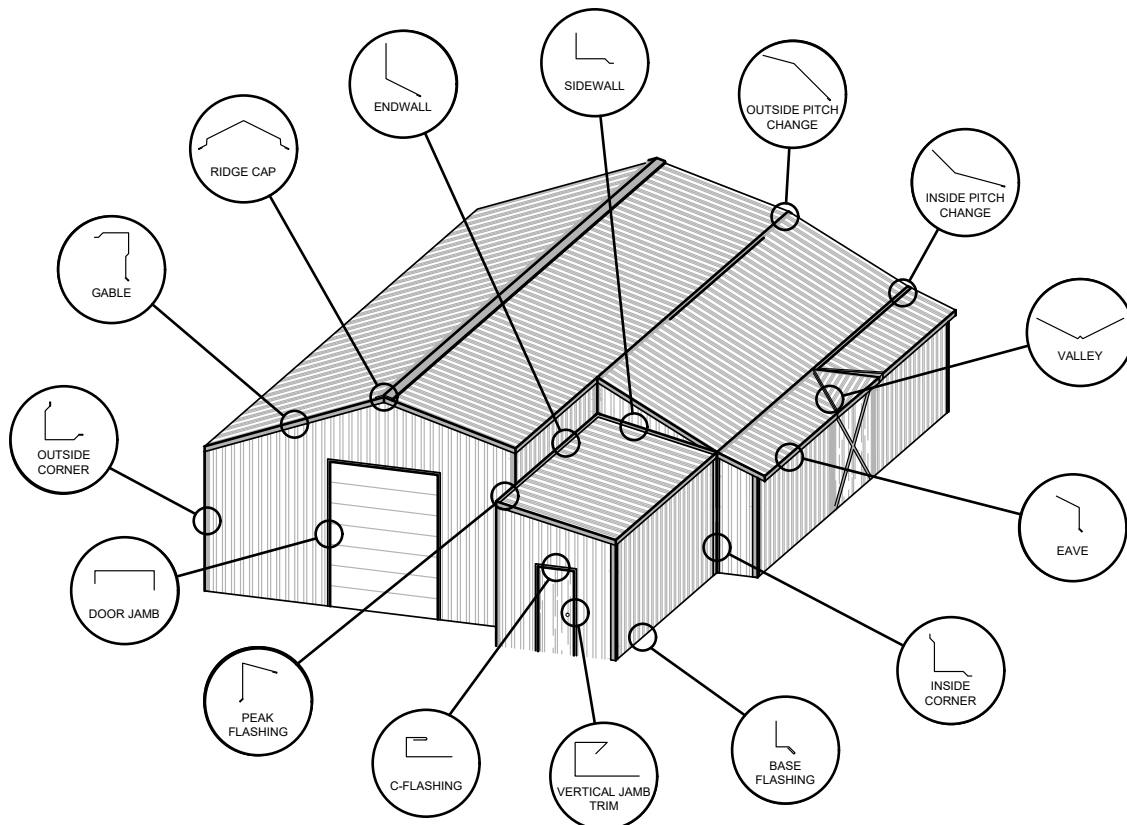 SIDEWALL
ENDWALL
OUTSIDE PITCH
CHANGE
RIDGE CAP
INSIDE PITCH
CHANGE
GABLE
VALLEY
OUTSIDE
CORNER
EAVE
DOOR JAMB
INSIDE
CORNER
PEAK
FLASHING
BASE
FLASHING
C-FLASHING
VERTICAL JAMB
TRIM